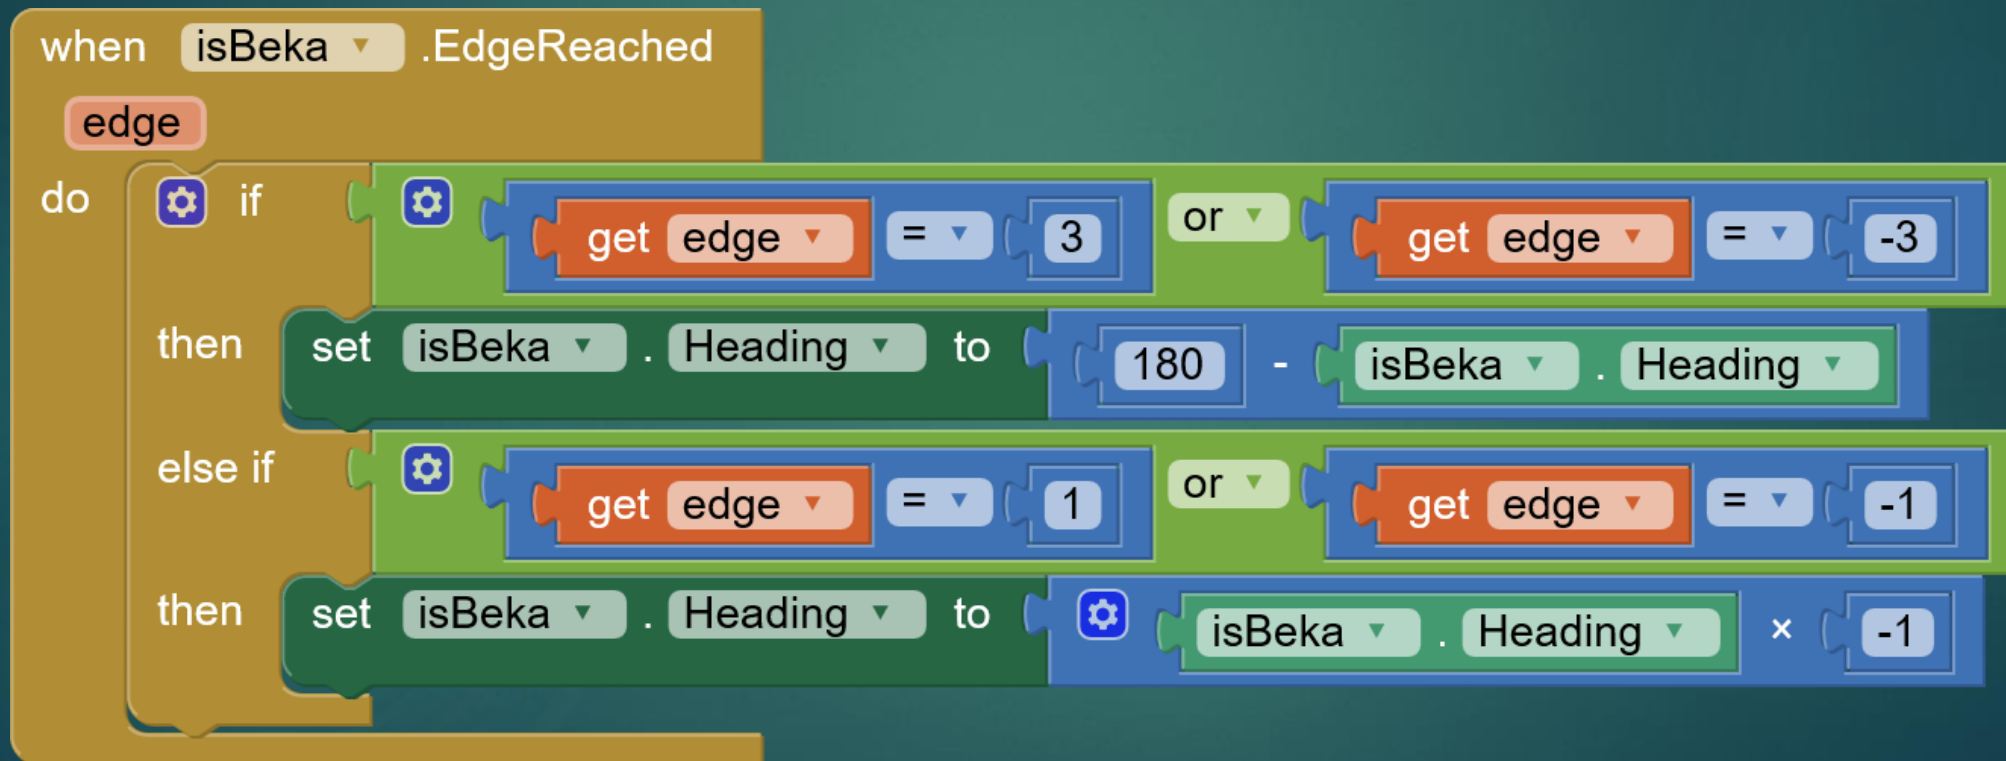 when isBeka .EdgeReached
edge
do if get edge = 3 or get edge = -3
then set isBeka . Heading to 180 - isBeka . Heading
else if get edge = 1 or get edge = -1
then set isBeka . Heading to isBeka . Heading × -1